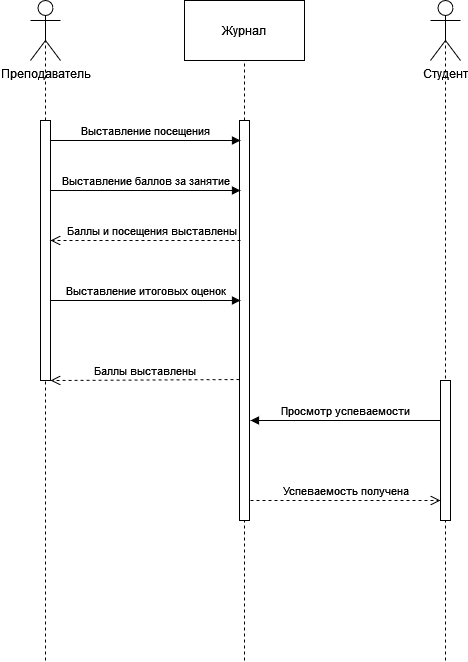 Журнал
Преподаватель
Студент
Выставление посещения
Выставление баллов за занятие
Баллы и посещения выставлены
Выставление итоговых оценок
Баллы выставлены
Просмотр успеваемости
Успеваемость получена